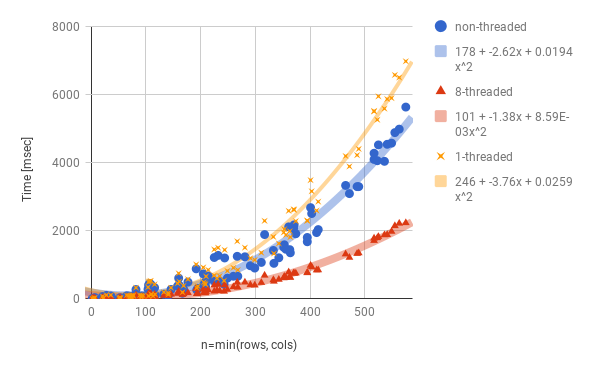 8000
6000
4000
2000
0
Time [msec]
0
100
200
300
400
500
n=min(rows, cols)
non-threaded
178 + -2.62x + 0.0194
x^2
8-threaded
101 + -1.38x + 8.59E-
03x^2
1-threaded
246 + -3.76x + 0.0259
x^2